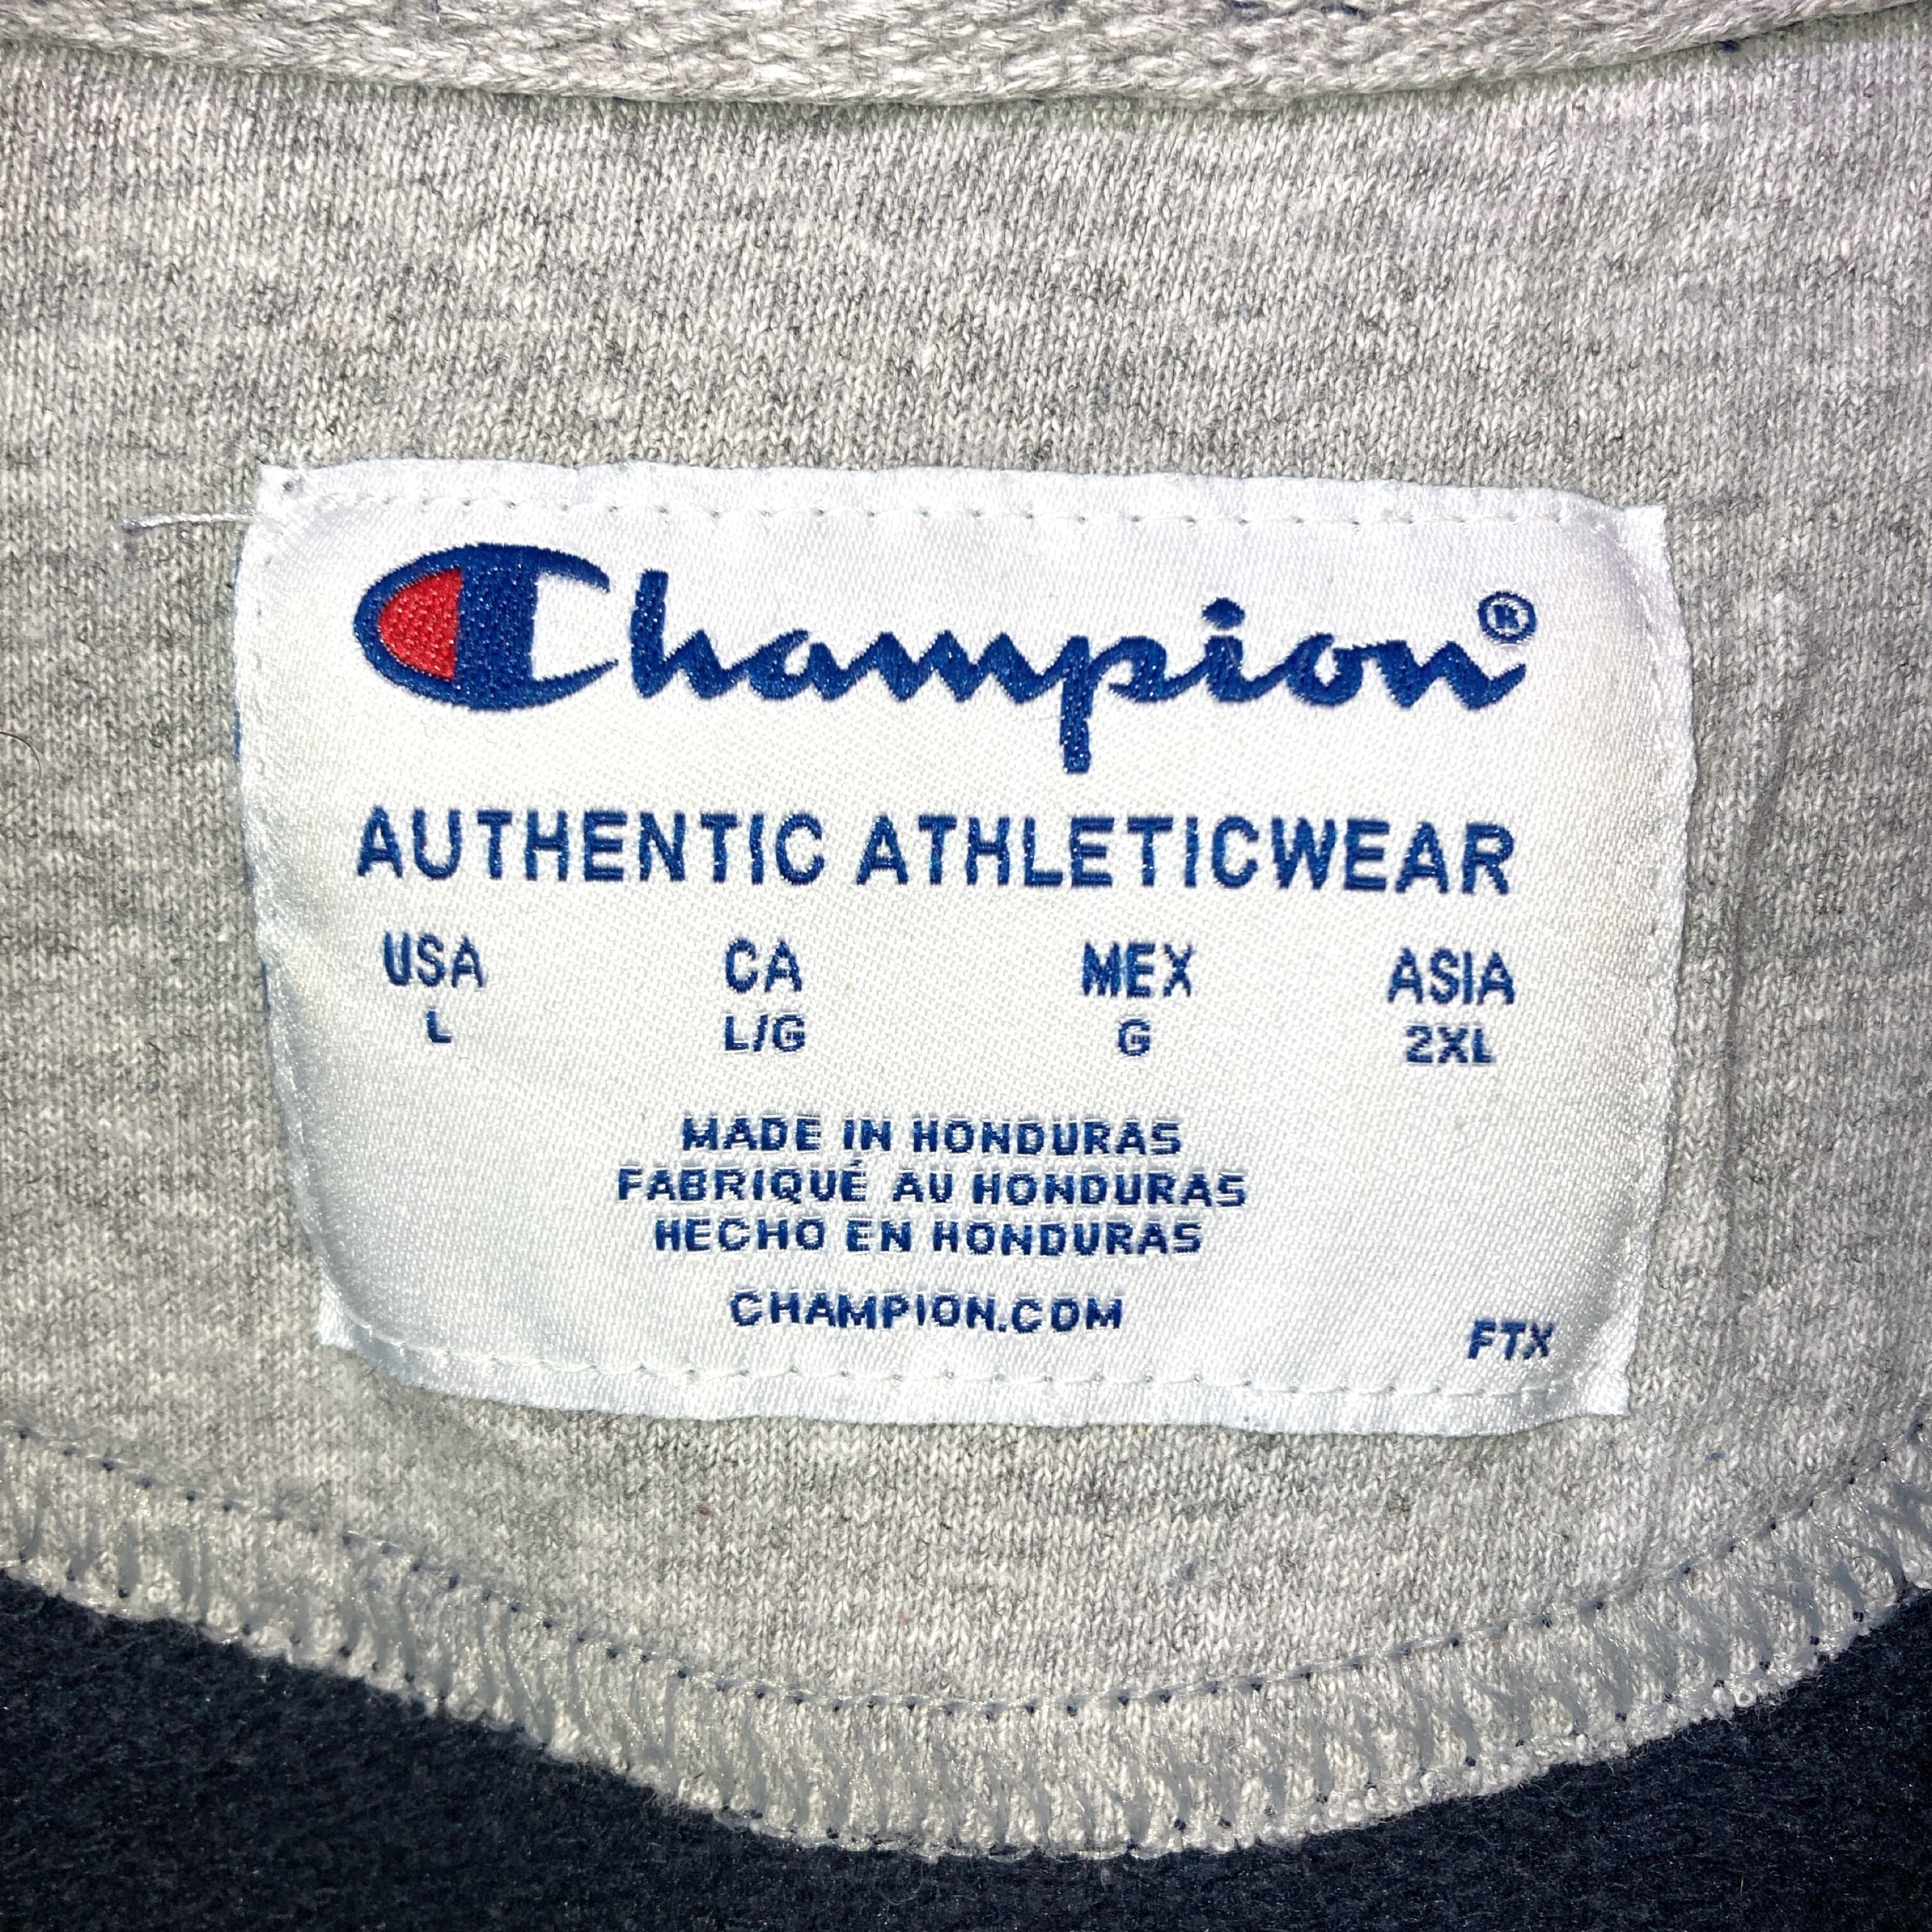 Champion®
AUTHENTIC ATHLETICWEAR
USA CA MEX ASIA
L L/G G 2XL
MADE IN HONDURAS
FABRIQUÉ AU HONDURAS
HECHO EN HONDURAS
CHAMPION.COM
FTX